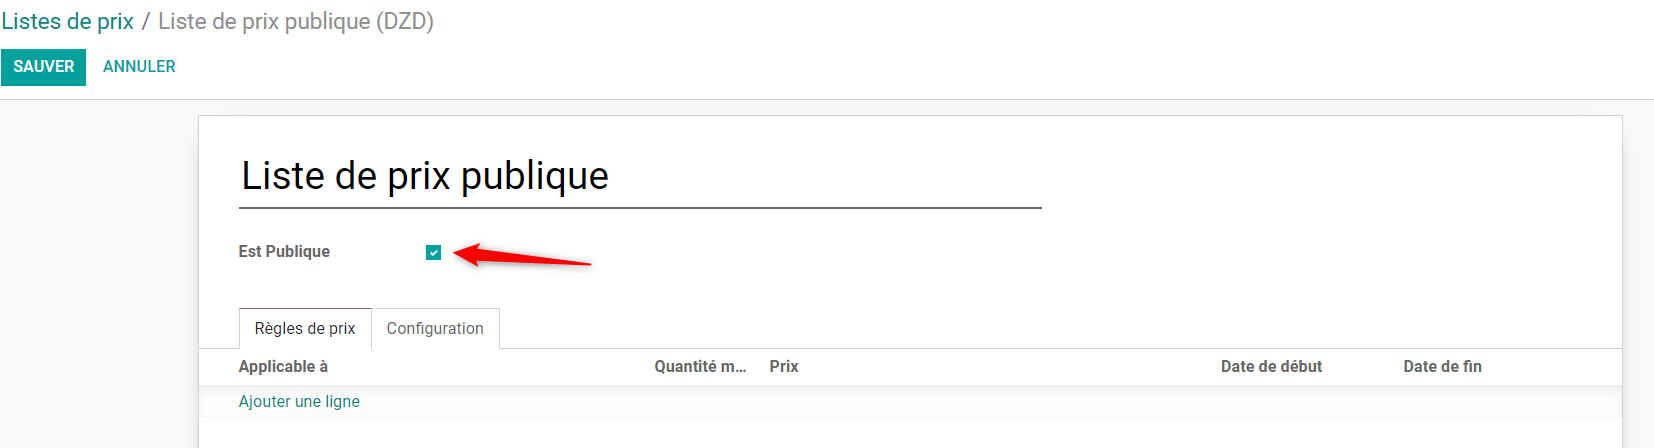 Listes de prix / Liste de prix publique (DZD)
SAUVER ANNULER
Liste de prix publique
Est Publique
Règles de prix Configuration
Applicable à Quantité m... Prix Date de début Date de fin
Ajouter une ligne